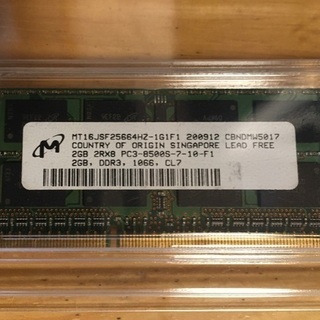 MT16JSF25664HZ-1G1F1 200912 CBNDMW5017
COUNTRY OF ORIGIN SINGAPORE LEAD FREE
2GB 2RX8 PC3-8500S-7-10-F1
2GB, DDR3, 1066, CL7